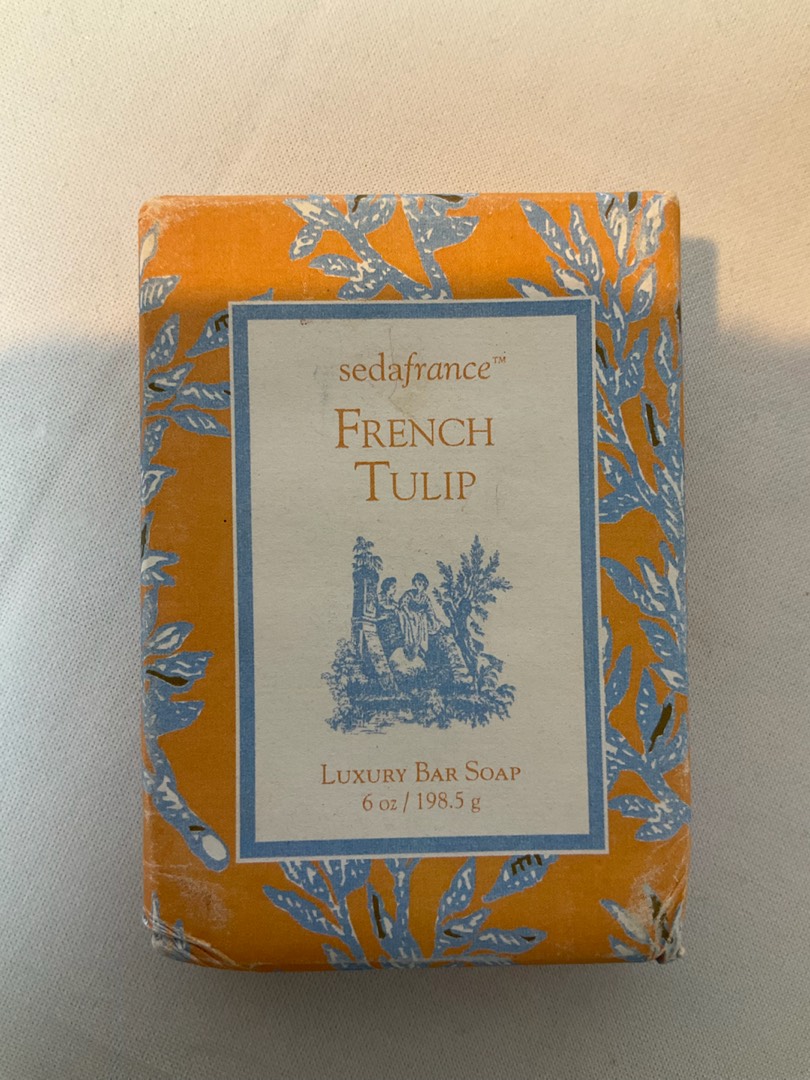 sedafrance™
FRENCH
TULIP
LUXURY BAR SOAP
6 oz / 198.5 g